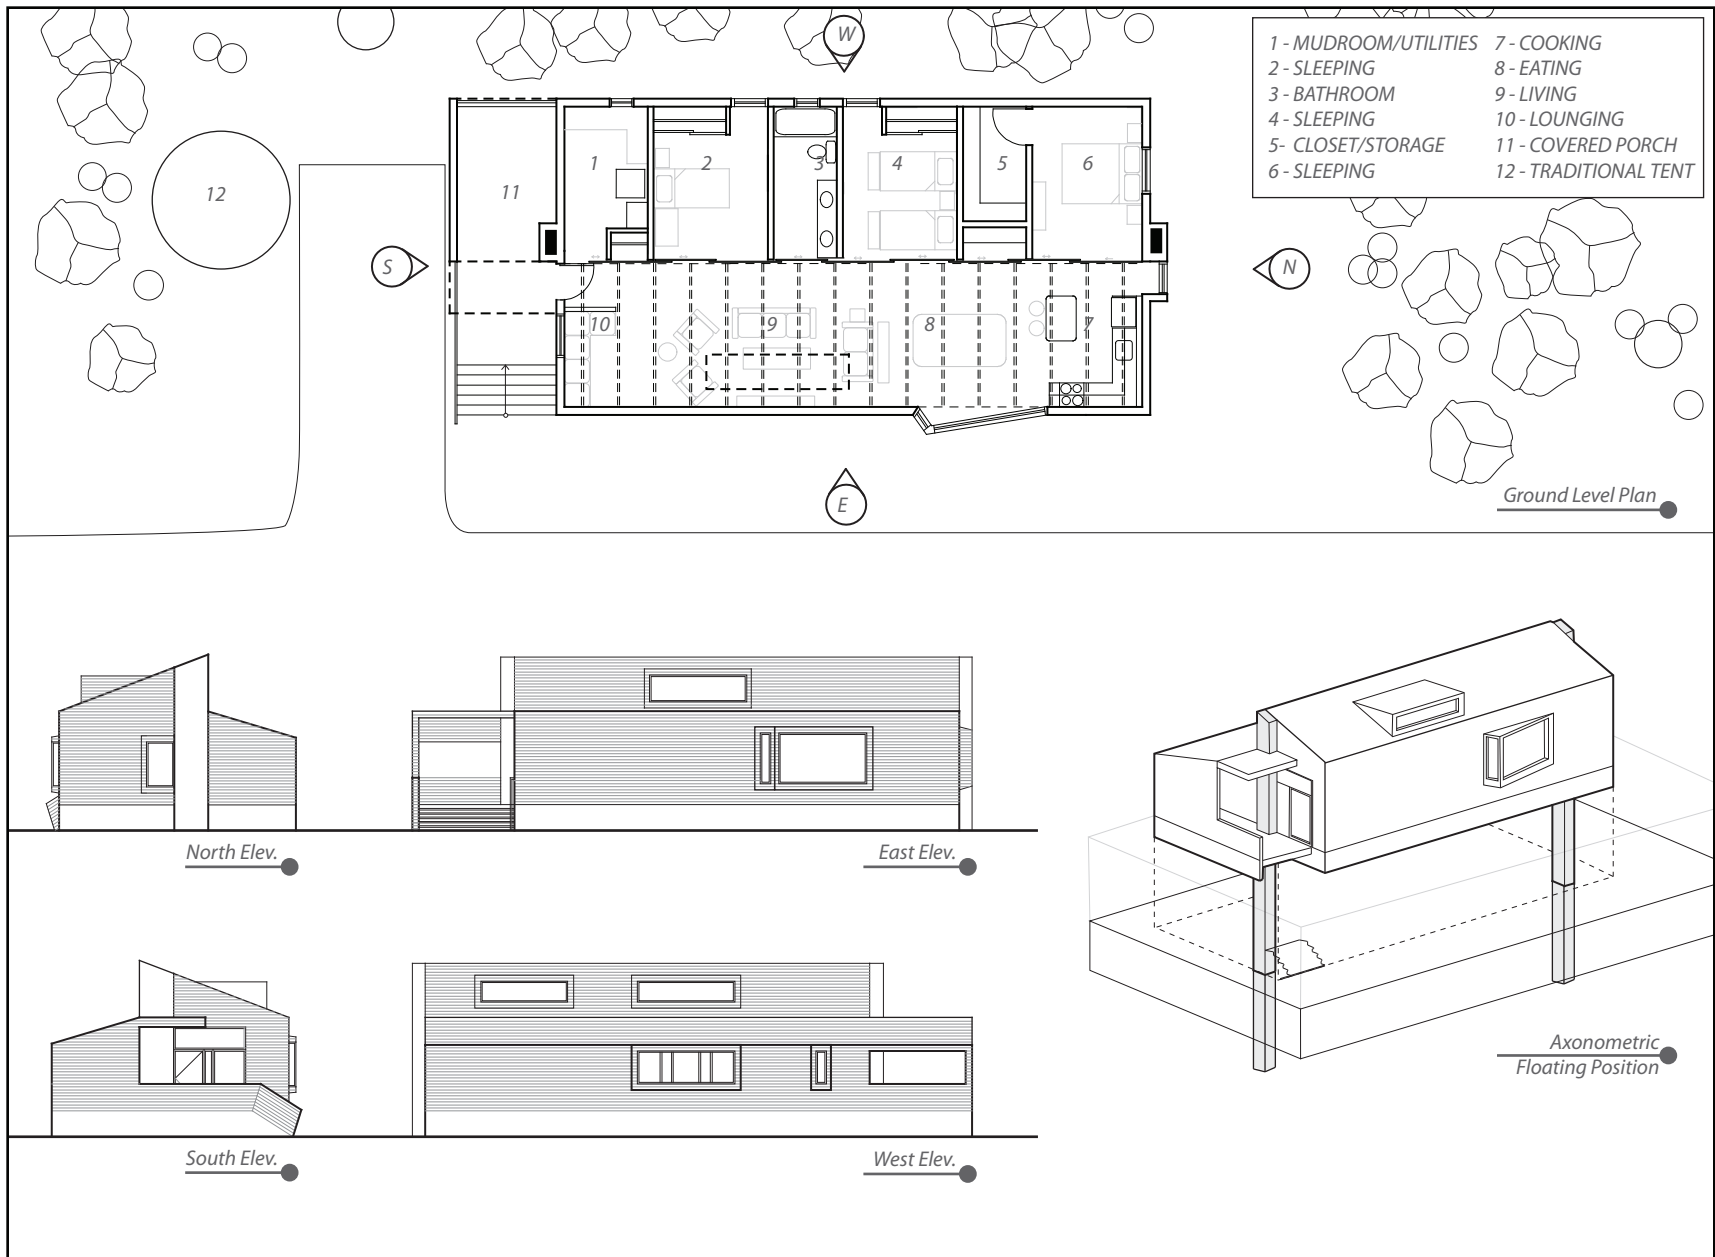 W
1 - MUDROOM/UTILITIES
2 - SLEEPING
3 - BATHROOM
4 - SLEEPING
5- CLOSET/STORAGE
6 - SLEEPING
7 - COOKING
8 - EATING
9 - LIVING
10 - LOUNGING
11 - COVERED PORCH
12 - TRADITIONAL TENT
12
11
1
2
3
4
5
6
S
N
10
9
8
7
E
Ground Level Plan
North Elev.
East Elev.
South Elev.
West Elev.
Axonometric
Floating Position